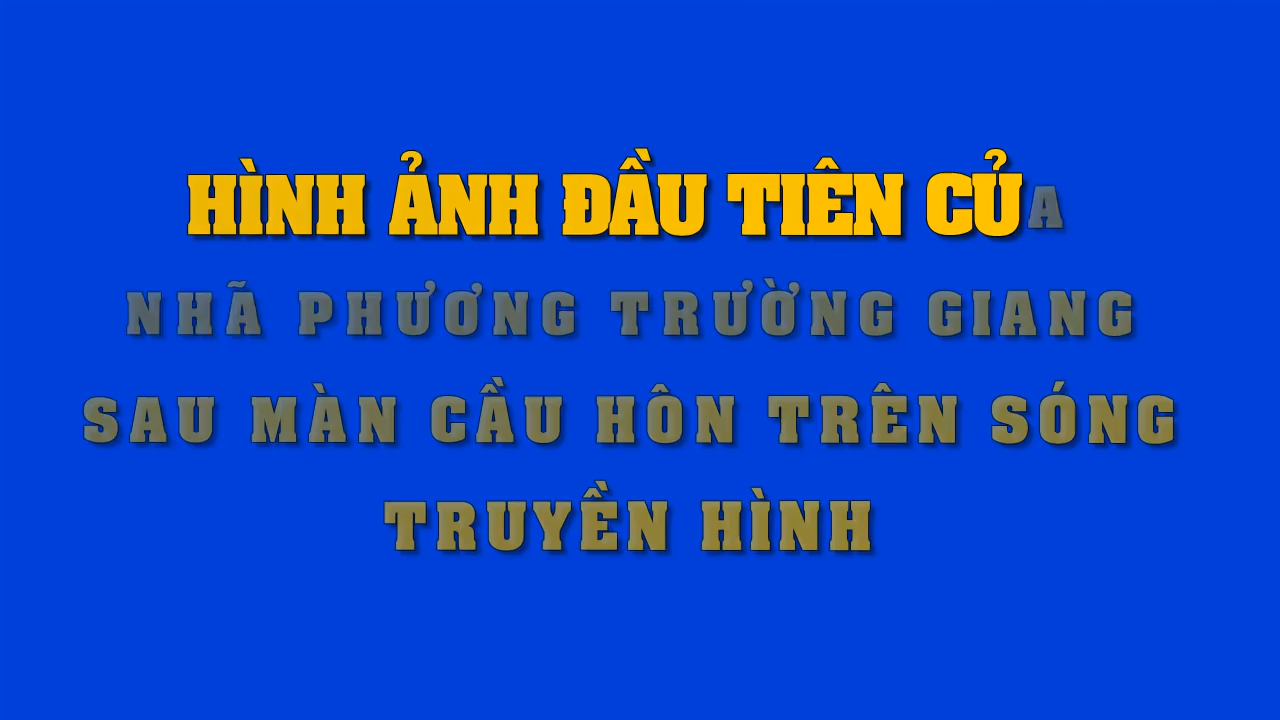 HÌNH ẢNH ĐẦU TIÊN CỦA
NHÃ PHƯƠNG TRƯỜNG GIANG
SAU MÀN CẦU HÔN TRÊN SÓNG
TRUYỀN HÌNH